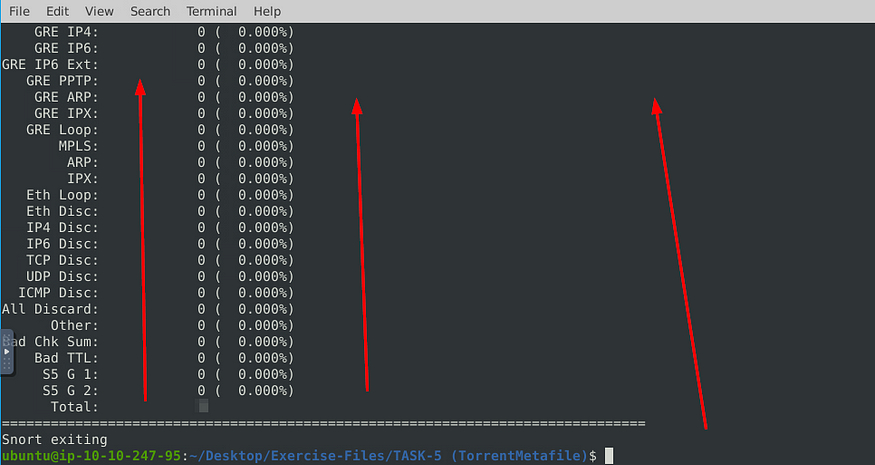 File Edit View Search Terminal Help
GRE IP4: 0 ( 0.000%)
GRE IP6: 0 ( 0.000%)
GRE IP6 Ext: 0 ( 0.000%)
GRE PPTP: 0 ( 0.000%)
GRE ARP: 0 ( 0.000%)
GRE IPX: 0 ( 0.000%)
GRE Loop: 0 ( 0.000%)
MPLS: 0 ( 0.000%)
ARP: 0 ( 0.000%)
IPX: 0 ( 0.000%)
Eth Loop: 0 ( 0.000%)
Eth Disc: 0 ( 0.000%)
IP4 Disc: 0 ( 0.000%)
IP6 Disc: 0 ( 0.000%)
TCP Disc: 0 ( 0.000%)
UDP Disc: 0 ( 0.000%)
ICMP Disc: 0 ( 0.000%)
All Discard: 0 ( 0.000%)
Other: 0 ( 0.000%)
Bad Chk Sum: 0 ( 0.000%)
Bad TTL: 0 ( 0.000%)
S5 G 1: 0 ( 0.000%)
S5 G 2: 0 ( 0.000%)
Total:
===============================================================================
Snort exiting
ubuntu@ip-10-10-247-95:~/Desktop/Exercise-Files/TASK-5 (TorrentMetafile)$